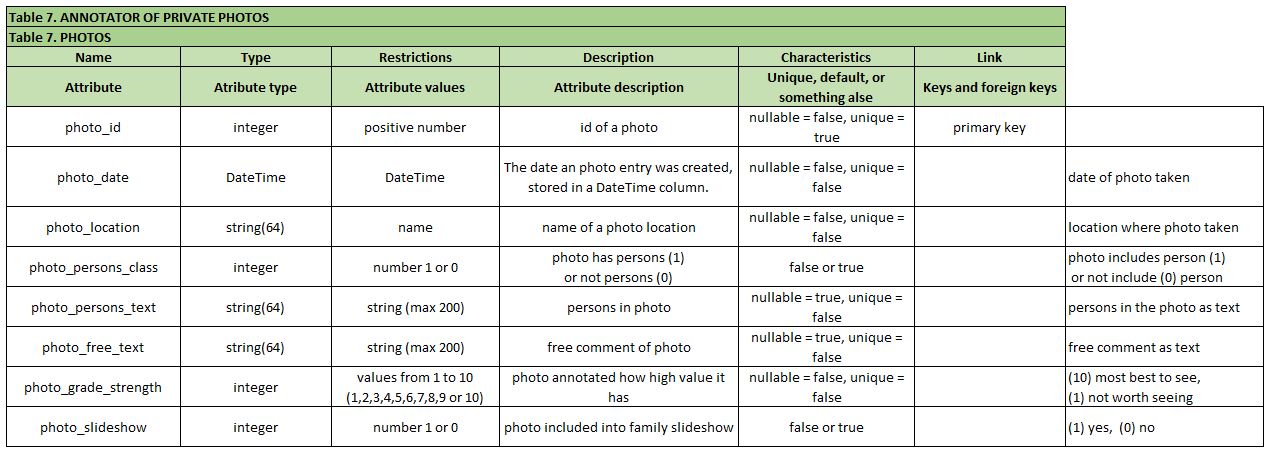 Table 7. ANNOTATOR OF PRIVATE PHOTOS
Table 7. PHOTOS
Name Type Restrictions Description Characteristics Link
Attribute Atribute type Attribute values Attribute description Unique, default, or
something alse Keys and foreign keys
photo_id integer positive number id of a photo nullable = false, unique =
true primary key
photo_date DateTime DateTime The date an photo entry was created,
stored in a DateTime column. nullable = false, unique =
false date of photo taken
photo_location string(64) name name of a photo location nullable = false, unique =
false location where photo taken
photo_persons_class integer number 1 or 0 photo has persons (1)
or not persons (0) false or true photo includes person (1)
or not include (0) person
photo_persons_text string(64) string (max 200) persons in photo nullable = true, unique =
false persons in the photo as text
photo_free_text string(64) string (max 200) free comment of photo nullable = true, unique =
false free comment as text
photo_grade_strength integer values from 1 to 10
(1,2,3,4,5,6,7,8,9 or 10) photo annotated how high value it
has nullable = false, unique =
false (10) most best to see,
(1) not worth seeing
photo_slideshow integer number 1 or 0 photo included into family slideshow false or true (1) yes, (0) no